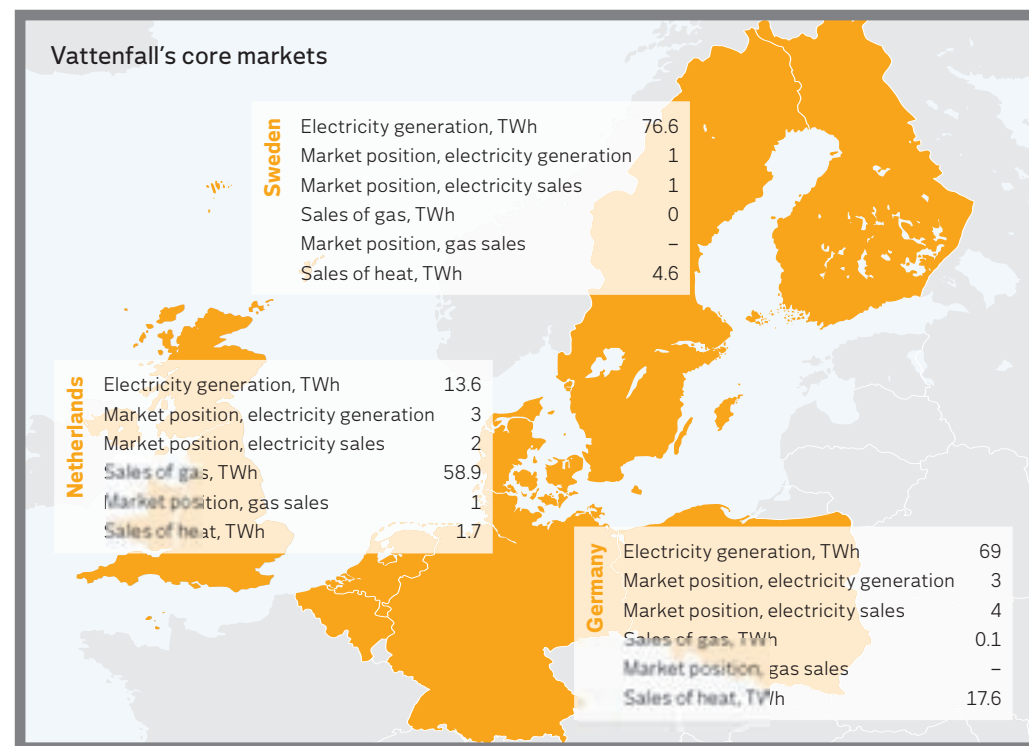 Vattenfall's core markets
Sweden
Electricity generation, TWh 76.6
Market position, electricity generation 1
Market position, electricity sales 1
Sales of gas, TWh 0
Market position, gas sales –
Sales of heat, TWh 4.6
Netherlands
Electricity generation, TWh 13.6
Market position, electricity generation 3
Market position, electricity sales 2
Sales of gas, TWh 58.9
Market position, gas sales 1
Sales of heat, TWh 1.7
Germany
Electricity generation, TWh 69
Market position, electricity generation 3
Market position, electricity sales 4
Sales of gas, TWh 0.1
Market position, gas sales –
Sales of heat, TWh 17.6